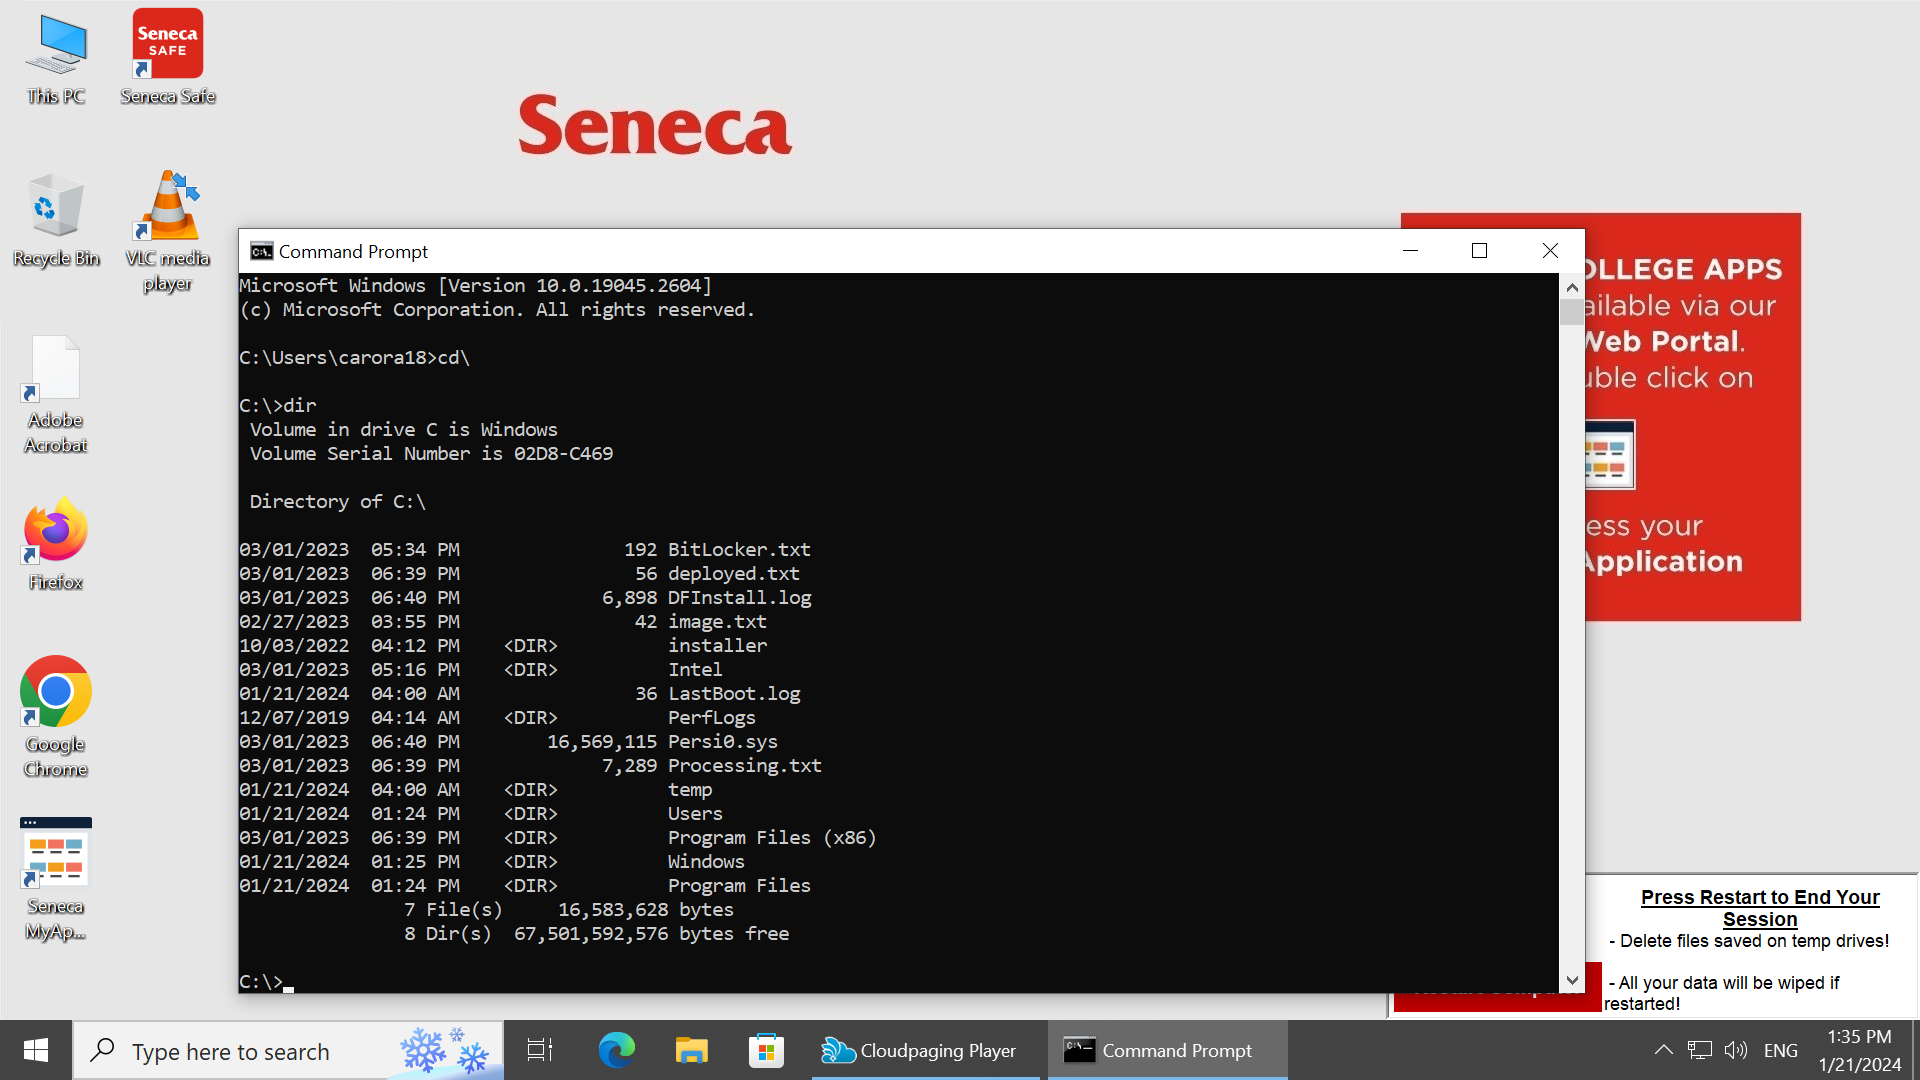 This PC
Seneca
SAFE
Seneca Safe
Seneca
Recycle Bin
VLC media
player
Adobe
Acrobat
Firefox
Google
Chrome
Seneca
MyAp...
Command Prompt
Microsoft Windows [Version 10.0.19045.2604]
(c) Microsoft Corporation. All rights reserved.
C:\Users\carora18>cd\
C:\>dir
Volume in drive C is Windows
Volume Serial Number is 02D8-C469
Directory of C:\
03/01/2023  05:34 PM               192 BitLocker.txt
03/01/2023  06:39 PM                56 deployed.txt
03/01/2023  06:40 PM             6,898 DFInstall.log
02/27/2023  03:55 PM                42 image.txt
10/03/2022  04:12 PM    <DIR>          installer
03/01/2023  05:16 PM    <DIR>          Intel
01/21/2024  04:00 AM                36 LastBoot.log
12/07/2019  04:14 AM    <DIR>          PerfLogs
03/01/2023  06:40 PM        16,569,115 Persi0.sys
03/01/2023  06:39 PM             7,289 Processing.txt
01/21/2024  04:00 AM    <DIR>          temp
01/21/2024  01:24 PM    <DIR>          Users
03/01/2023  06:39 PM    <DIR>          Program Files (x86)
01/21/2024  01:25 PM    <DIR>          Windows
01/21/2024  01:24 PM    <DIR>          Program Files
7 File(s)     16,583,628 bytes
8 Dir(s)  67,501,592,576 bytes free
C:\>
OLLEGE APPS
ailable via our
Web Portal.
uble click on
ess your
Application
Press Restart to End Your
Session
- Delete files saved on temp drives!
- All your data will be wiped if
restarted!
Type here to search
Cloudpaging Player
Command Prompt
ENG
1:35 PM
1/21/2024